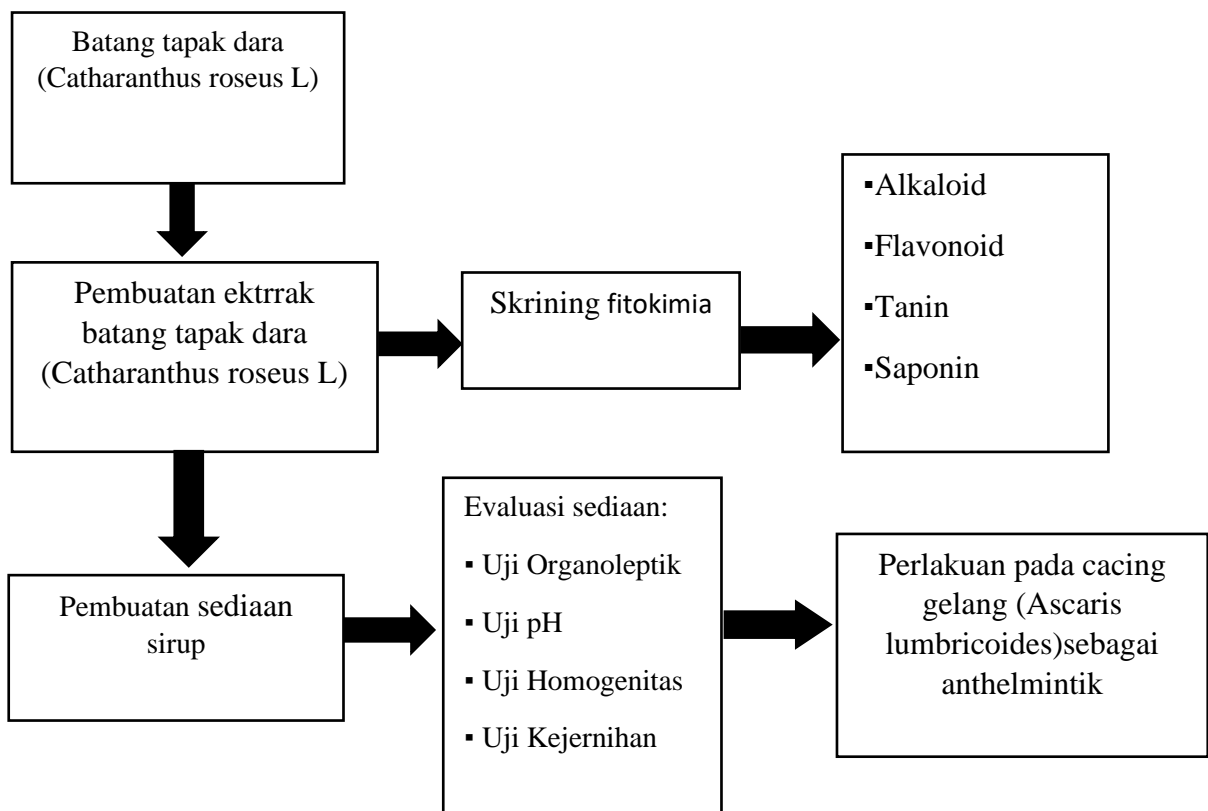 Batang tapak dara
(Catharanthus roseus L)
Pembuatan ektrrak
batang tapak dara
(Catharanthus roseus L)
Skrining fitokimia
▪Alkaloid
▪Flavonoid
▪Tanin
▪Saponin
Pembuatan sediaan
sirup
Evaluasi sediaan:
▪ Uji Organoleptik
▪ Uji pH
▪ Uji Homogenitas
▪ Uji Kejernihan
Perlakuan pada cacing
gelang (Ascaris
lumbricoides)sebagai
anthelmintik